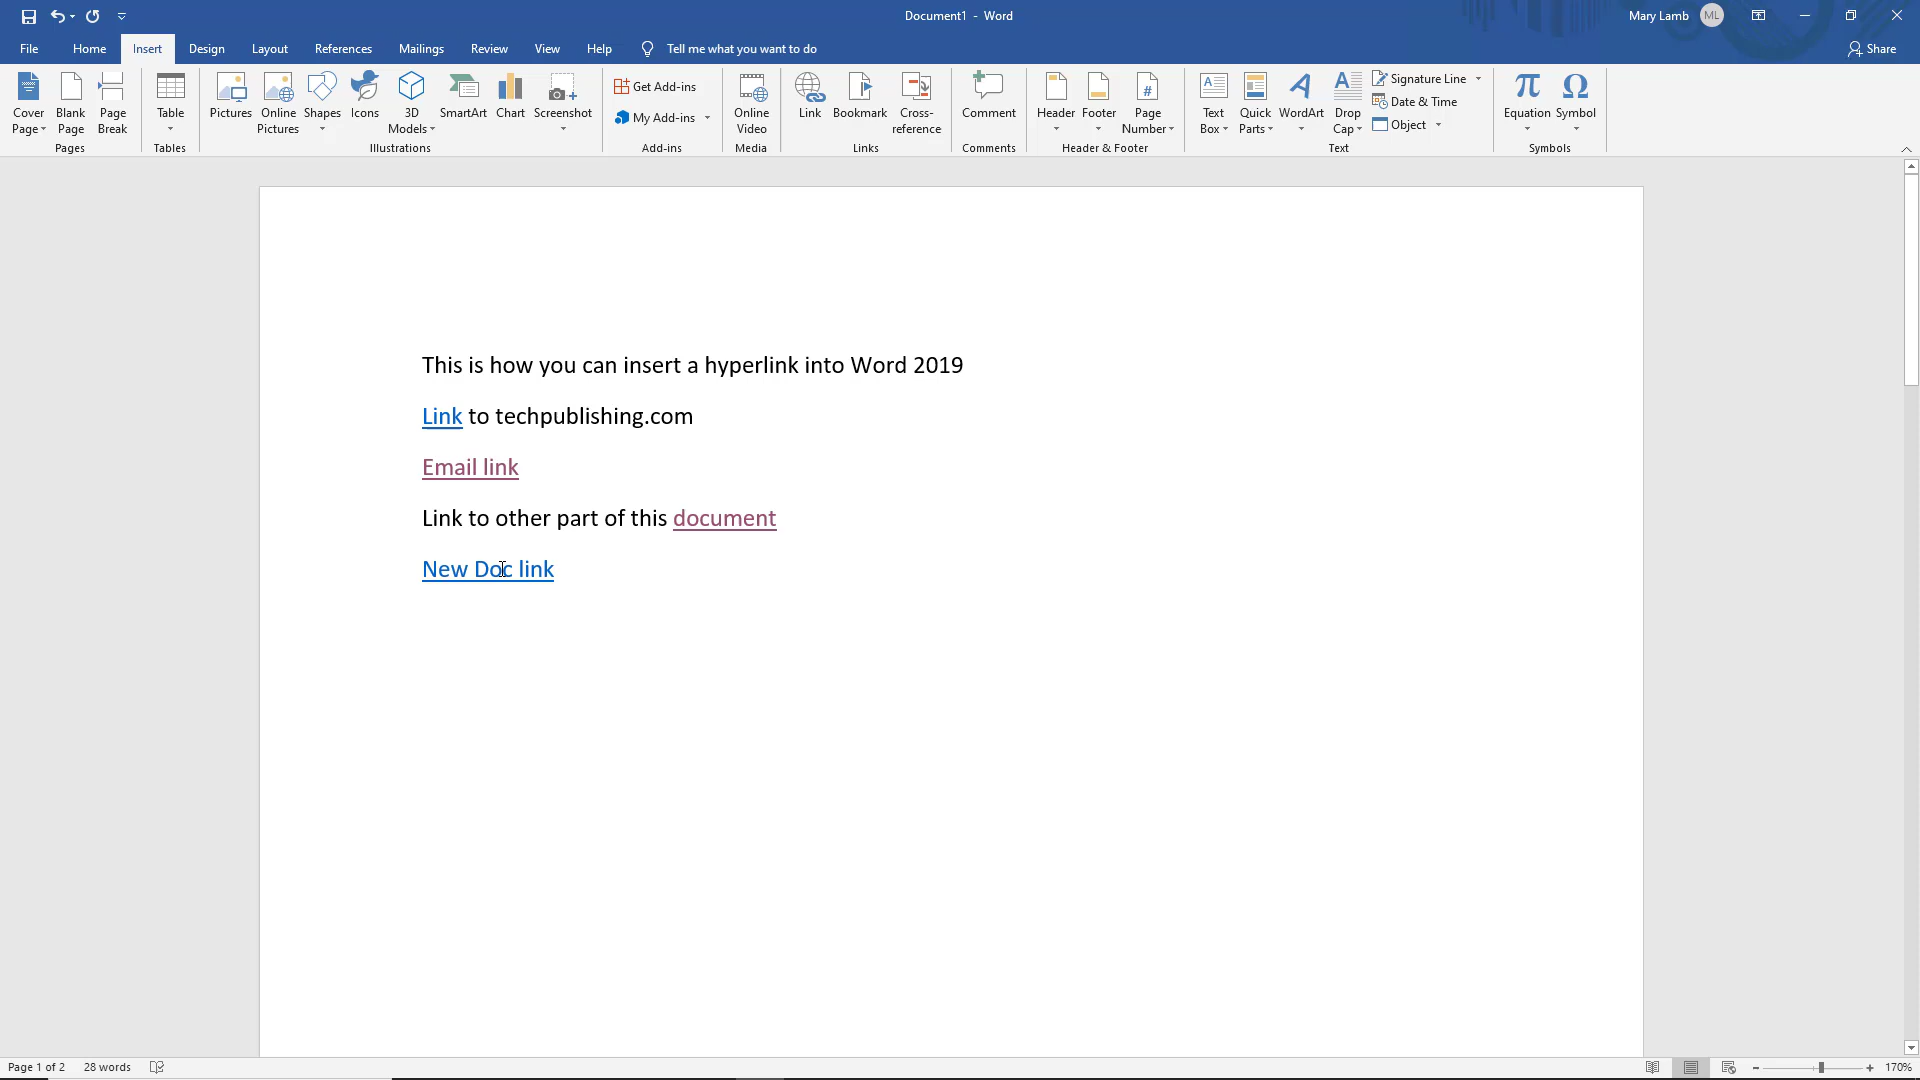 Document1 - Word
Mary Lamb ML
File Home Insert Design Layout References Mailings Review View Help Tell me what you want to do Share
Cover Page
Blank Page
Page Break
Pages
Table
Tables
Pictures
Online Pictures
Shapes
Icons
3D Models
SmartArt
Chart
Screenshot
Illustrations
Get Add-ins
My Add-ins
Add-ins
Online Video
Media
Link
Bookmark
Cross-reference
Links
Comment
Comments
Header
Footer
# Page Number
Header & Footer
A Text Box
Quick Parts
A WordArt
A Drop Cap
Signature Line
Date & Time
Object
Text
π Equation
Ω Symbol
Symbols
This is how you can insert a hyperlink into Word 2019
Link to techpublishing.com
Email link
Link to other part of this document
New Doc link
Page 1 of 2 28 words 170%